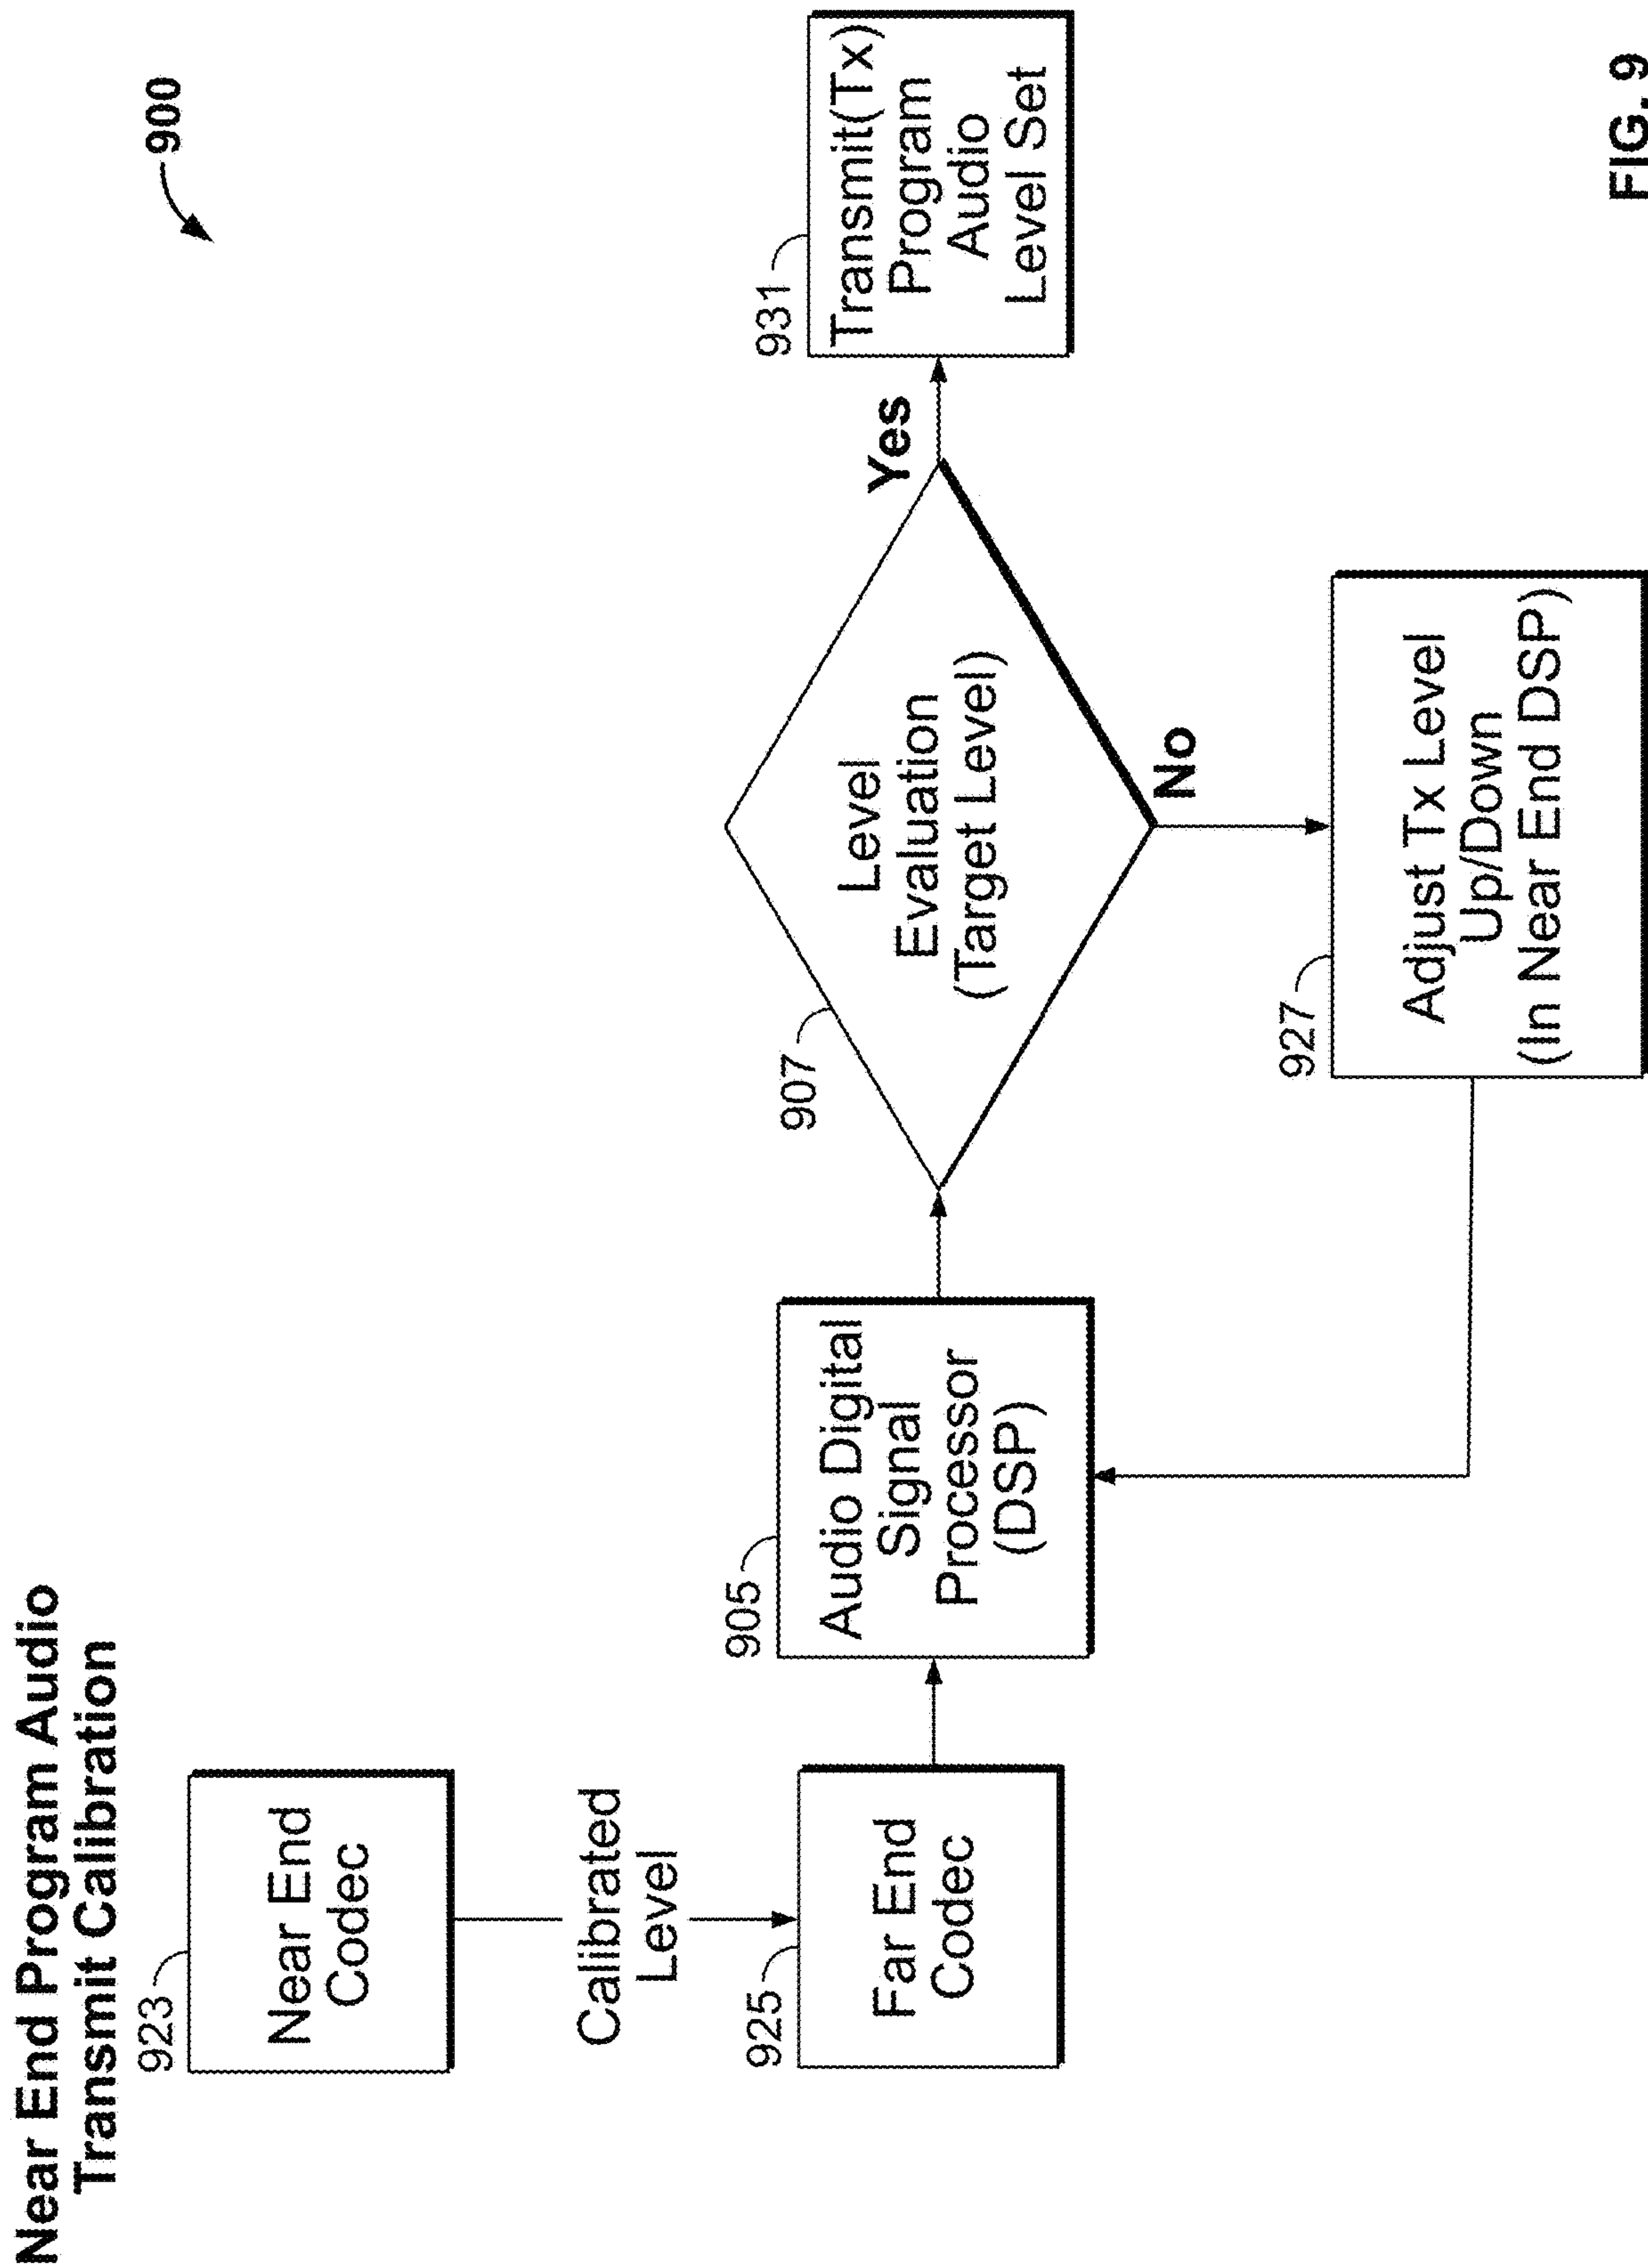 Near End Program Audio
Transmit Calibration
900
923
Near End
Codec
Calibrated
Level
925
Far End
Codec
905
Audio Digital
Signal
Processor
(DSP)
907
Level
Evaluation
(Target Level)
Yes
931
Transmit(Tx)
Program
Audio
Level Set
No
927
Adjust Tx Level
Up/Down
(In Near End DSP)
FIG. 9